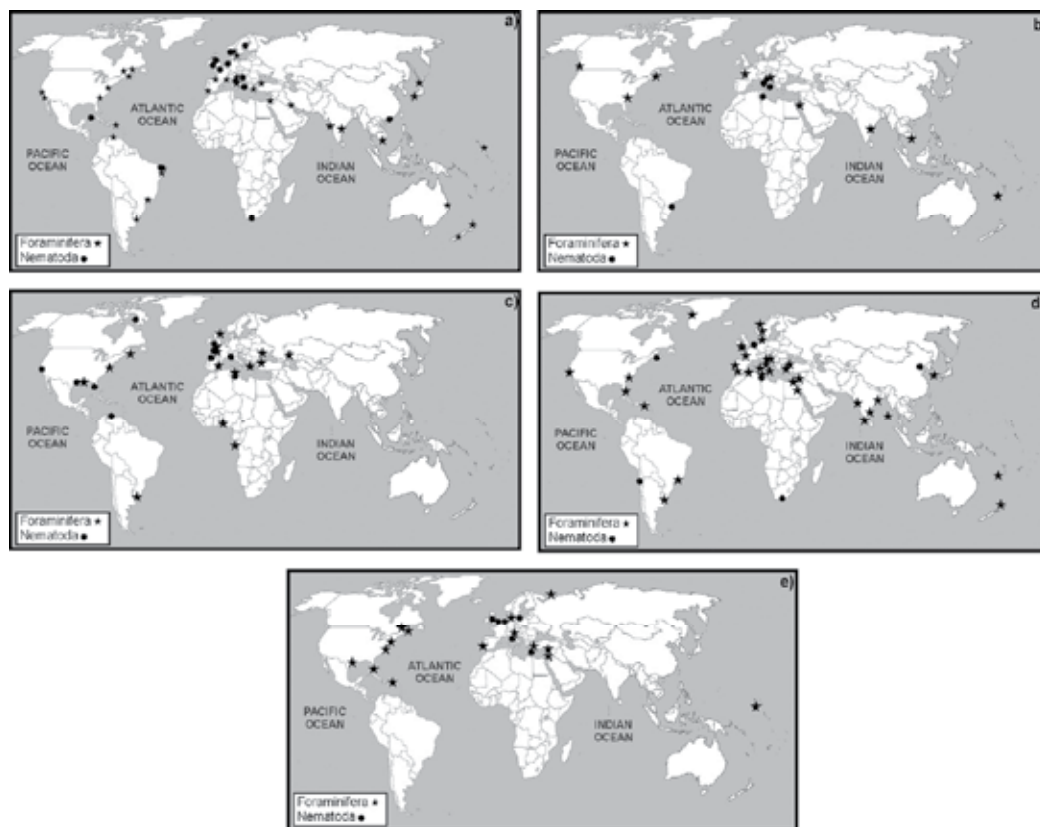 a)
ATLANTIC
OCEAN
PACIFIC
OCEAN
INDIAN
OCEAN
Foraminifera ★
Nematoda ●
b)
ATLANTIC
OCEAN
PACIFIC
OCEAN
INDIAN
OCEAN
Foraminifera ★
Nematoda ●
c)
ATLANTIC
OCEAN
PACIFIC
OCEAN
INDIAN
OCEAN
Foraminifera ★
Nematoda ●
d)
ATLANTIC
OCEAN
PACIFIC
OCEAN
INDIAN
OCEAN
Foraminifera ★
Nematoda ●
e)
ATLANTIC
OCEAN
PACIFIC
OCEAN
INDIAN
OCEAN
Foraminifera ★
Nematoda ●